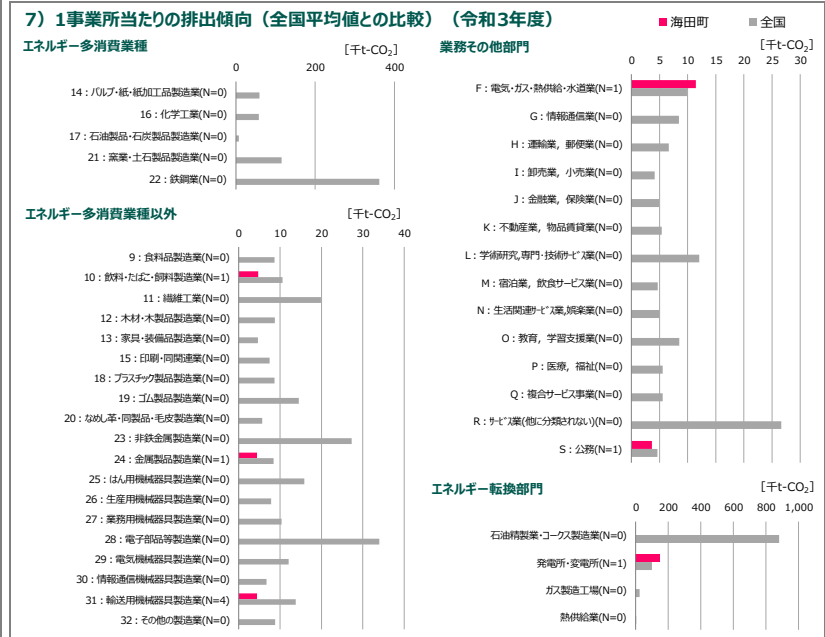 7）1事業所当たりの排出傾向（全国平均値との比較）（令和3年度）
■海田町 ■全国
エネルギー多消費業種
［千t-CO₂］
0 200 400
14：パルプ・紙・紙加工品製造業(N=0)
16：化学工業(N=0)
17：石油製品・石炭製品製造業(N=0)
21：窯業・土石製品製造業(N=0)
22：鉄鋼業(N=0)
エネルギー多消費業種以外
［千t-CO₂］
0 10 20 30 40
9：食料品製造業(N=0)
10：飲料・たばこ・飼料製造業(N=1)
11：繊維工業(N=0)
12：木材・木製品製造業(N=0)
13：家具・装備品製造業(N=0)
15：印刷・同関連業(N=0)
18：プラスチック製品製造業(N=0)
19：ゴム製品製造業(N=0)
20：なめし革・同製品・毛皮製造業(N=0)
23：非鉄金属製造業(N=0)
24：金属製品製造業(N=1)
25：はん用機械器具製造業(N=0)
26：生産用機械器具製造業(N=0)
27：業務用機械器具製造業(N=0)
28：電子部品等製造業(N=0)
29：電気機械器具製造業(N=0)
30：情報通信機械器具製造業(N=0)
31：輸送用機械器具製造業(N=4)
32：その他の製造業(N=0)
業務その他部門
［千t-CO₂］
0 5 10 15 20 25 30
F：電気・ガス・熱供給・水道業(N=1)
G：情報通信業(N=0)
H：運輸業，郵便業(N=0)
I：卸売業，小売業(N=0)
J：金融業，保険業(N=0)
K：不動産業，物品賃貸業(N=0)
L：学術研究,専門・技術ｻｰﾋﾞｽ業(N=0)
M：宿泊業，飲食サービス業(N=0)
N：生活関連ｻｰﾋﾞｽ業,娯楽業(N=0)
O：教育，学習支援業(N=0)
P：医療，福祉(N=0)
Q：複合サービス事業(N=0)
R：ｻｰﾋﾞｽ業(他に分類されない)(N=0)
S：公務(N=1)
エネルギー転換部門
［千t-CO₂］
0 200 400 600 800 1,000
石油精製業・コークス製造業(N=0)
発電所・変電所(N=1)
ガス製造工場(N=0)
熱供給業(N=0)